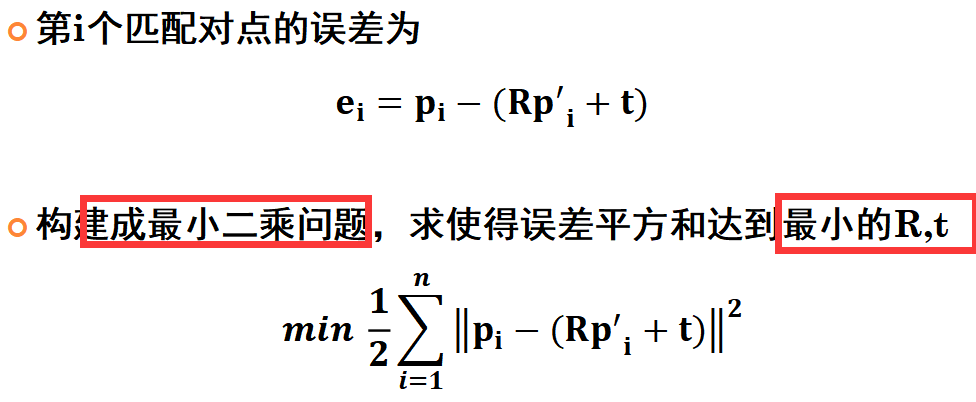 第i个匹配对点的误差为
eᵢ = pᵢ − (Rp′ᵢ + t)
构建成最小二乘问题，求使得误差平方和达到最小的R,t
min 1/2 ∑ⁿᵢ₌₁ ‖pᵢ − (Rp′ᵢ + t)‖²